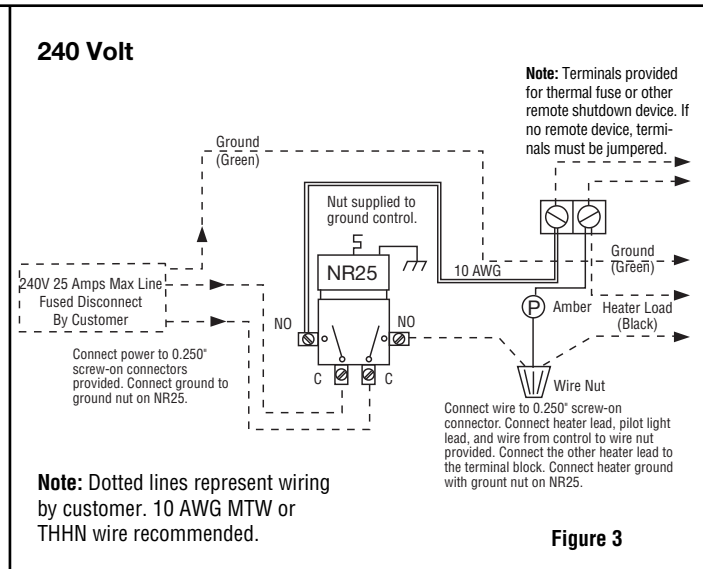 240 Volt
Note: Terminals provided
for thermal fuse or other
remote shutdown device. If
no remote device, termi-
nals must be jumpered.
Ground
(Green)
Nut supplied to
ground control.
NR25
10 AWG
Ground
(Green)
240V 25 Amps Max Line
Fused Disconnect
By Customer
P
Amber
Heater Load
(Black)
NO
NO
Connect power to 0.250"
screw-on connectors
provided. Connect ground to
ground nut on NR25.
C
C
Wire Nut
Connect wire to 0.250" screw-on
connector. Connect heater lead, pilot light
lead, and wire from control to wire nut
provided. Connect the other heater lead to
the terminal block. Connect heater ground
with grount nut on NR25.
Note: Dotted lines represent wiring
by customer. 10 AWG MTW or
THHN wire recommended.
Figure 3